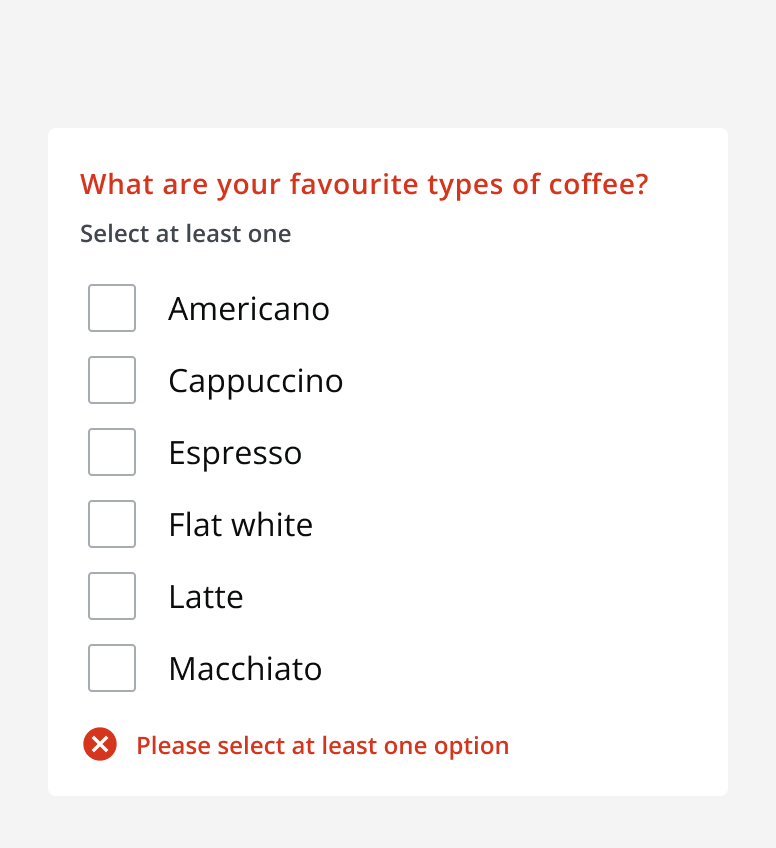 What are your favourite types of coffee?
Select at least one
Americano
Cappuccino
Espresso
Flat white
Latte
Macchiato
Please select at least one option